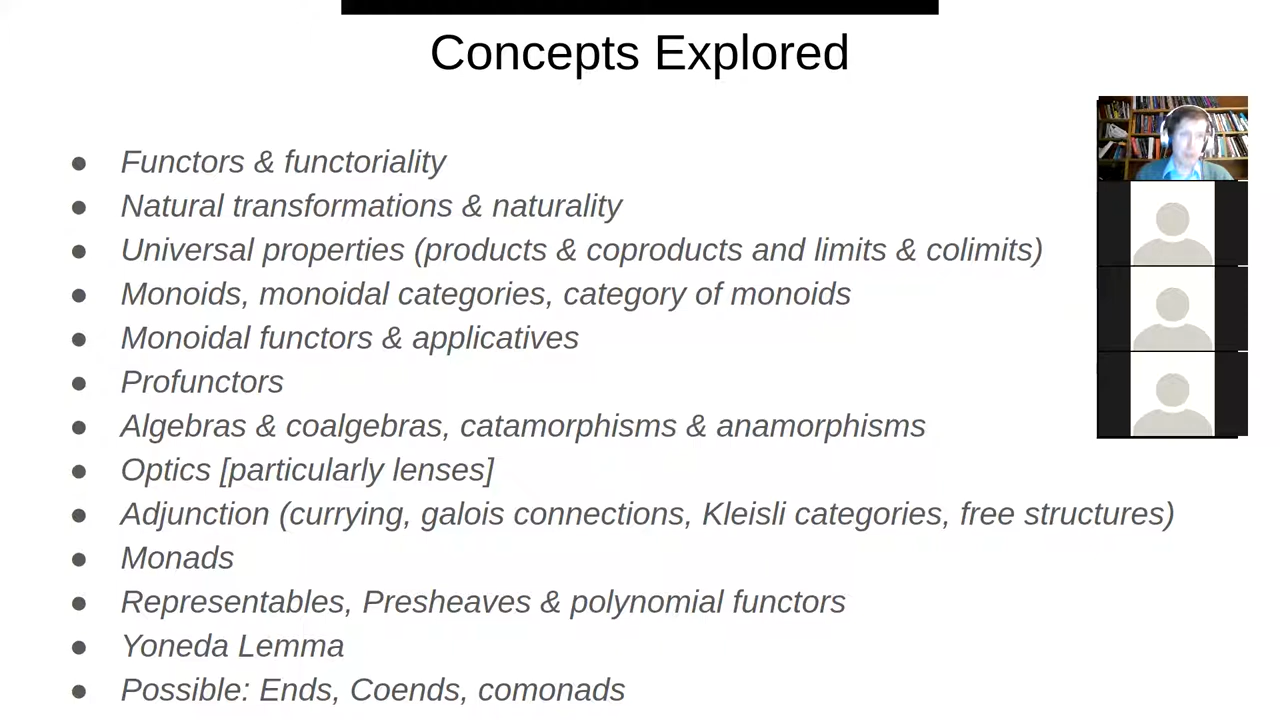 Concepts Explored
● Functors & functoriality
● Natural transformations & naturality
● Universal properties (products & coproducts and limits & colimits)
● Monoids, monoidal categories, category of monoids
● Monoidal functors & applicatives
● Profunctors
● Algebras & coalgebras, catamorphisms & anamorphisms
● Optics [particularly lenses]
● Adjunction (currying, galois connections, Kleisli categories, free structures)
● Monads
● Representables, Presheaves & polynomial functors
● Yoneda Lemma
● Possible: Ends, Coends, comonads